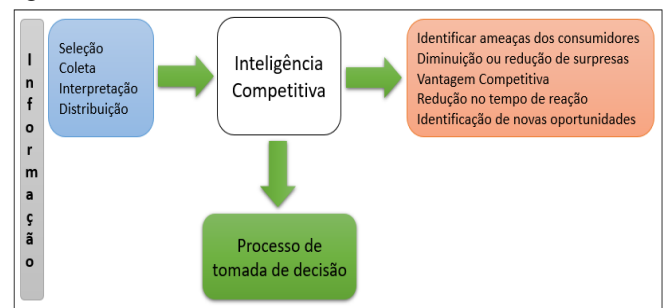 Informação
Seleção
Coleta
Interpretação
Distribuição
Inteligência
Competitiva
Identificar ameaças dos consumidores
Diminuição ou redução de surpresas
Vantagem Competitiva
Redução no tempo de reação
Identificação de novas oportunidades
Processo de
tomada de decisão